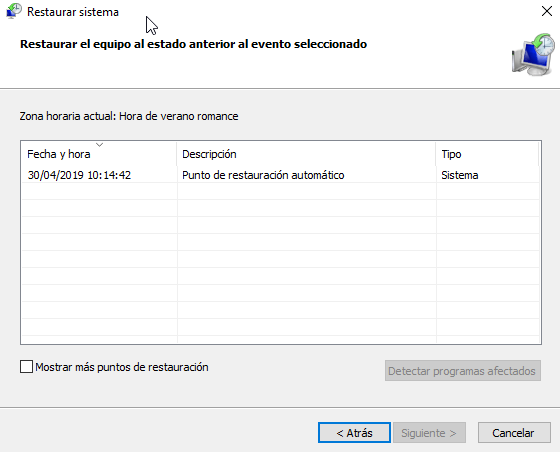 Restaurar sistema
Restaurar el equipo al estado anterior al evento seleccionado
Zona horaria actual: Hora de verano romance
Fecha y hora Descripción Tipo
30/04/2019 10:14:42 Punto de restauración automático Sistema
Mostrar más puntos de restauración
Detectar programas afectados
< Atrás Siguiente > Cancelar